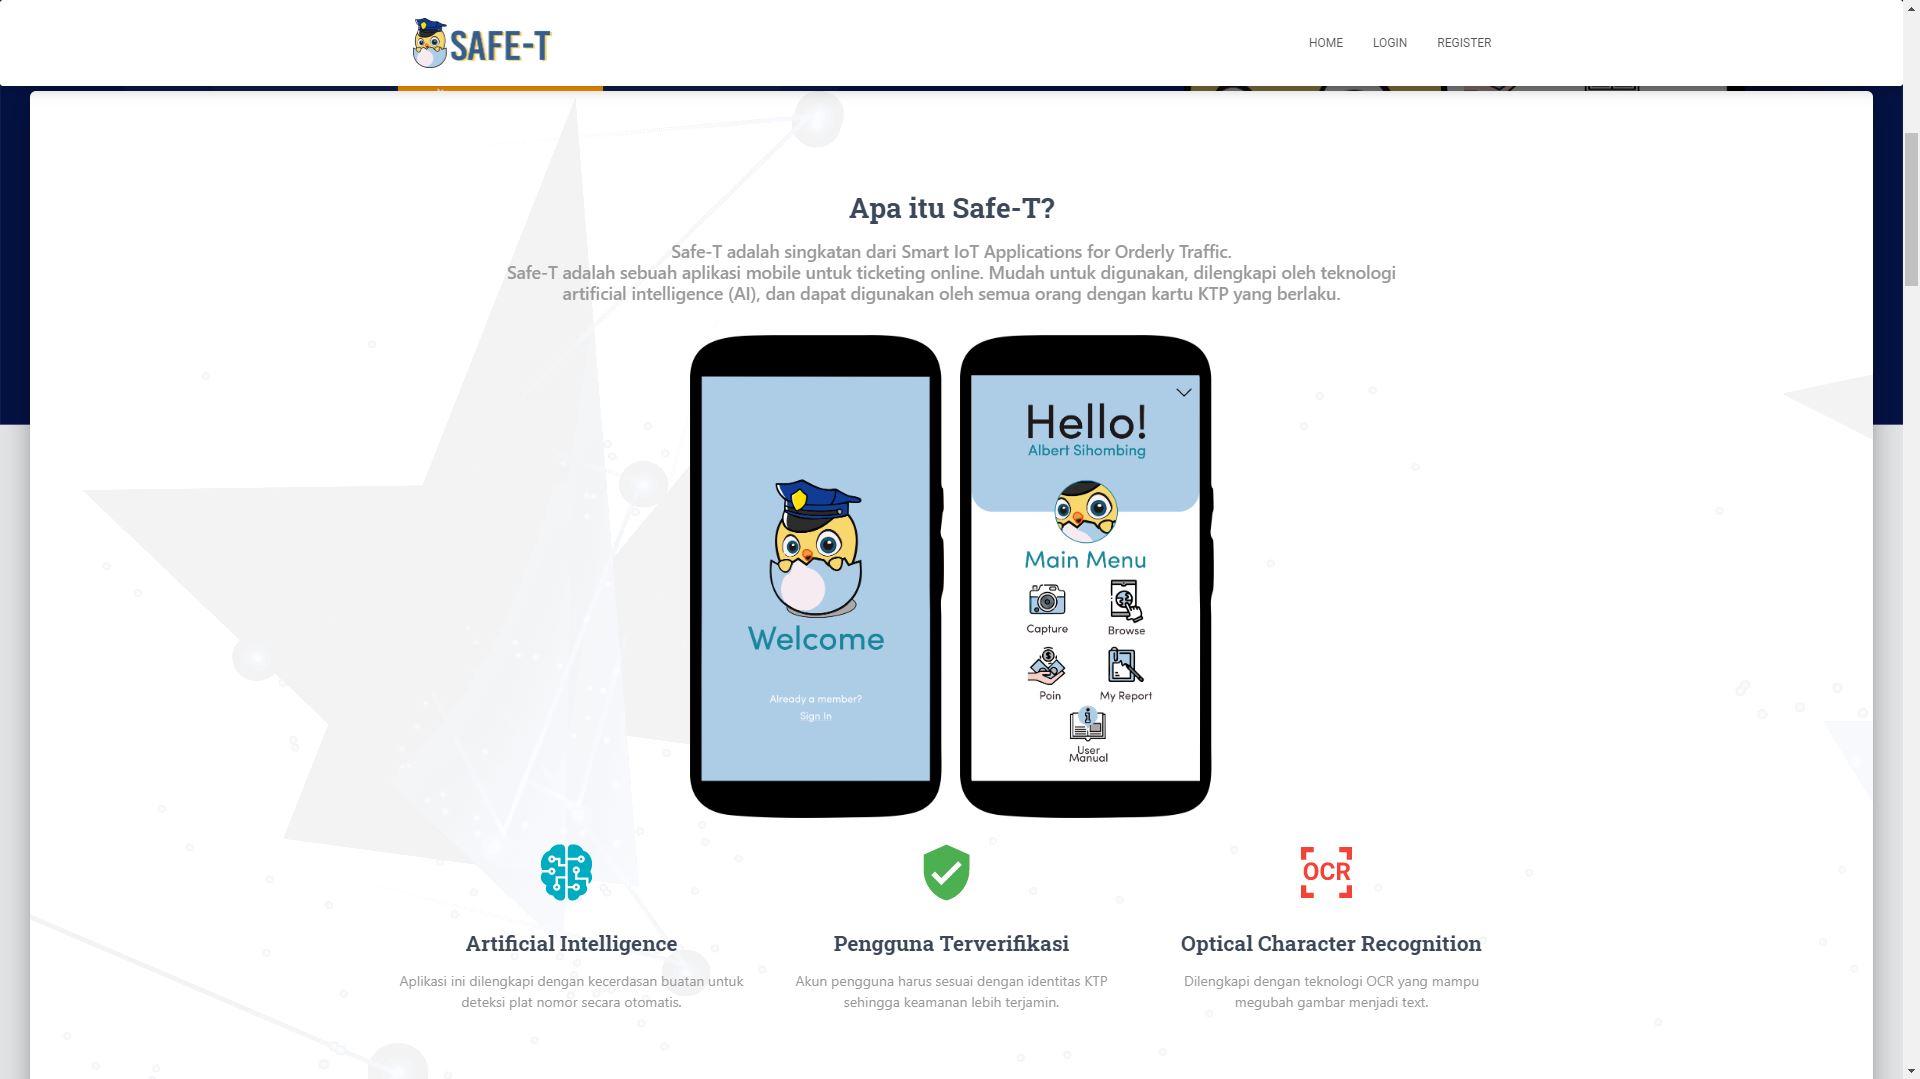 SAFE-T
HOME
LOGIN
REGISTER
Apa itu Safe-T?
Safe-T adalah singkatan dari Smart IoT Applications for Orderly Traffic.
Safe-T adalah sebuah aplikasi mobile untuk ticketing online. Mudah untuk digunakan, dilengkapi oleh teknologi
artificial intelligence (AI), dan dapat digunakan oleh semua orang dengan kartu KTP yang berlaku.
Welcome
Already a member?
Sign In
Hello!
Albert Sihombing
Main Menu
Capture
Browse
Poin
My Report
User
Manual
OCR
Artificial Intelligence
Aplikasi ini dilengkapi dengan kecerdasan buatan untuk
deteksi plat nomor secara otomatis.
Pengguna Terverifikasi
Akun pengguna harus sesuai dengan identitas KTP
sehingga keamanan lebih terjamin.
Optical Character Recognition
Dilengkapi dengan teknologi OCR yang mampu
megubah gambar menjadi text.